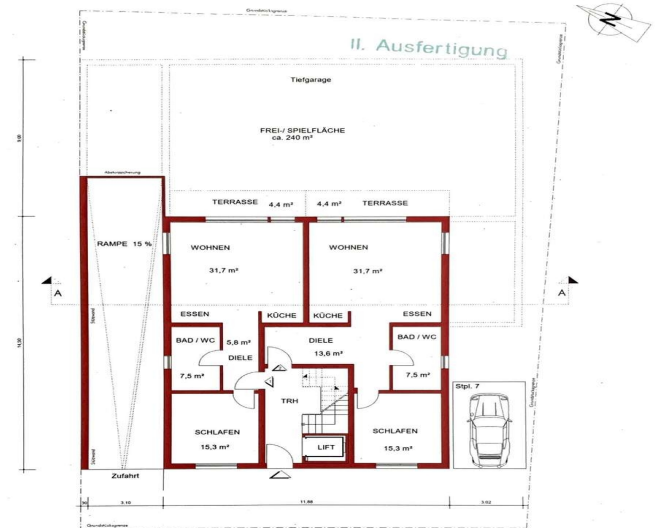 Grundstücksgrenze
N
II. Ausfertigung
Tiefgarage
FREI-/ SPIELFLÄCHE
ca. 240 m²
Absturzsicherung
TERRASSE 4,4 m² 4,4 m² TERRASSE
RAMPE 15 %
WOHNEN WOHNEN
31,7 m² 31,7 m²
A A
ESSEN KÜCHE KÜCHE ESSEN
BAD / WC 5,8 m² DIELE BAD / WC
DIELE 13,6 m²
7,5 m² 7,5 m²
Stpl. 7
TRH
SCHLAFEN SCHLAFEN
15,3 m² LIFT 15,3 m²
Zufahrt
3.10 11.88
Grundstücksgrenze